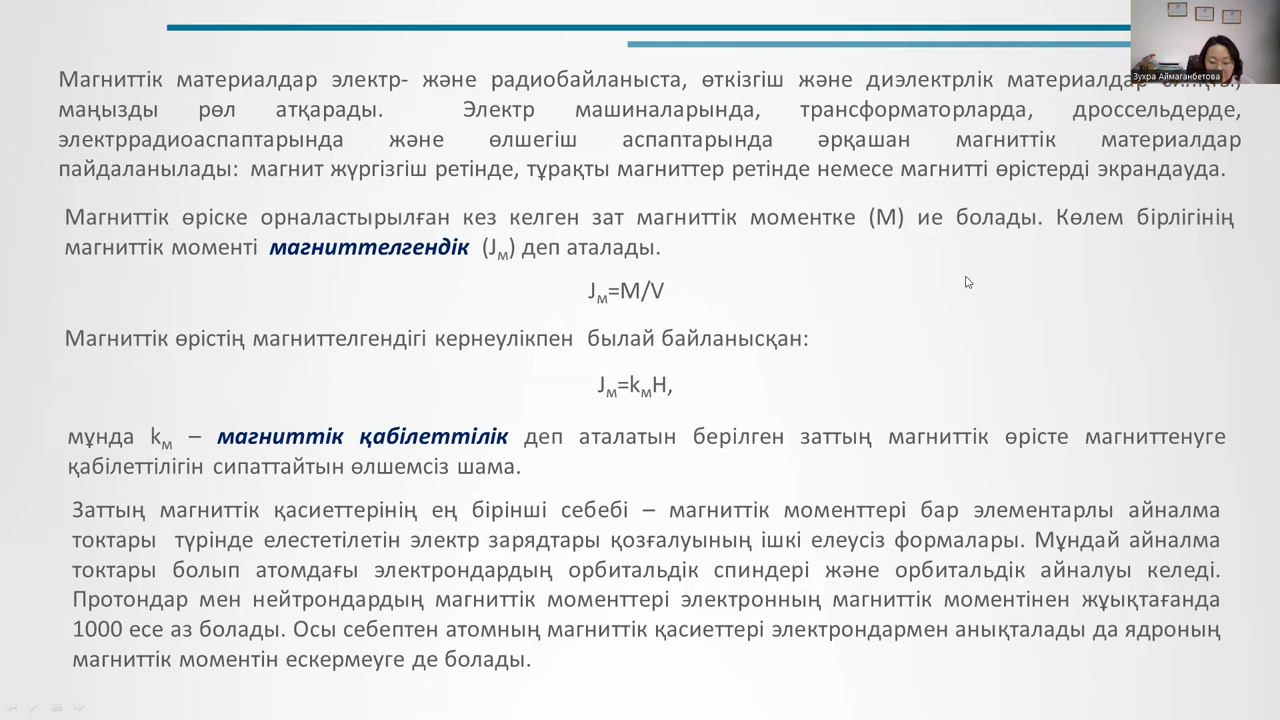 Зухра Аймаганбетова
Магниттік материалдар электр- және радиобайланыста, өткізгіш және диэлектрлік материалдар
маңызды рөл атқарады. Электр машиналарында, трансформаторларда, дроссельдерде,
электррадиоаспаптарында және өлшегіш аспаптарында әрқашан магниттік материалдар
пайдаланылады: магнит жүргізгіш ретінде, тұрақты магниттер ретінде немесе магнитті өрістерді экрандауда.
Магниттік өріске орналастырылған кез келген зат магниттік моментке (М) ие болады. Көлем бірлігінің
магниттік моменті магниттелгендік (Jм) деп аталады.
Jм=M/V
Магниттік өрістің магниттелгендігі кернеулікпен былай байланысқан:
Jм=kмH,
мұнда kм – магниттік қабілеттілік деп аталатын берілген заттың магниттік өрісте магниттенуге
қабілеттілігін сипаттайтын өлшемсіз шама.
Заттың магниттік қасиеттерінің ең бірінші себебі – магниттік моменттері бар элементарлы айналма
токтары түрінде елестетілетін электр зарядтары қозғалуының ішкі елеусіз формалары. Мұндай айналма
токтары болып атомдағы электрондардың орбитальдік спиндері және орбитальдік айналуы келеді.
Протондар мен нейтрондардың магниттік моменттері электронның магниттік моментінен жұықтағанда
1000 есе аз болады. Осы себептен атомның магниттік қасиеттері электрондармен анықталады да ядроның
магниттік моментін ескермеуге де болады.